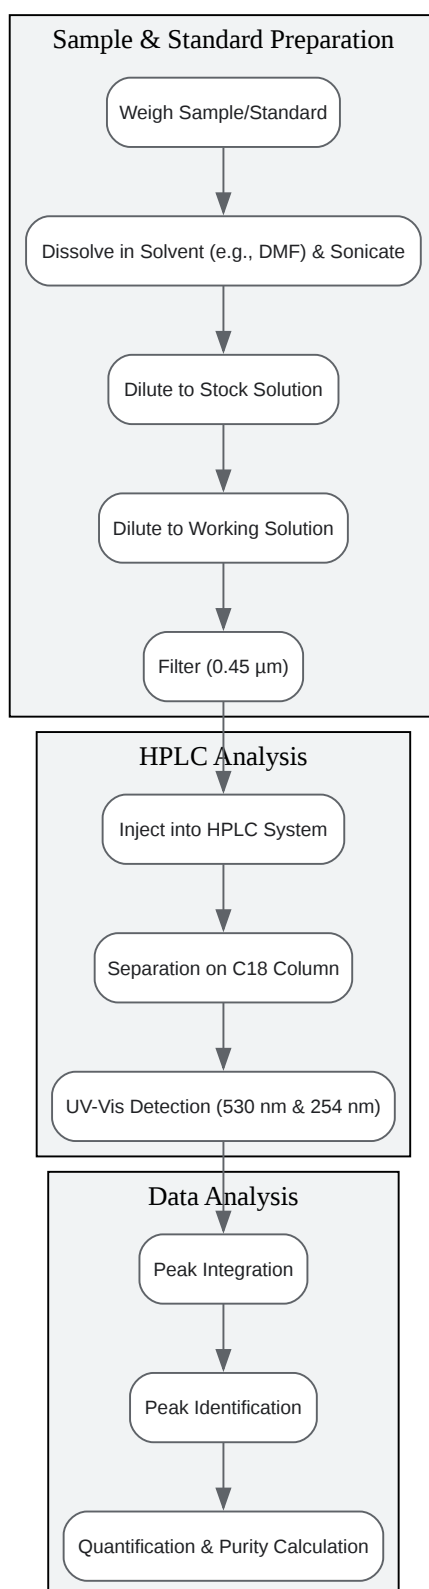 Sample & Standard Preparation
Weigh Sample/Standard
Dissolve in Solvent (e.g., DMF) & Sonicate
Dilute to Stock Solution
Dilute to Working Solution
Filter (0.45 µm)
HPLC Analysis
Inject into HPLC System
Separation on C18 Column
UV-Vis Detection (530 nm & 254 nm)
Data Analysis
Peak Integration
Peak Identification
Quantification & Purity Calculation